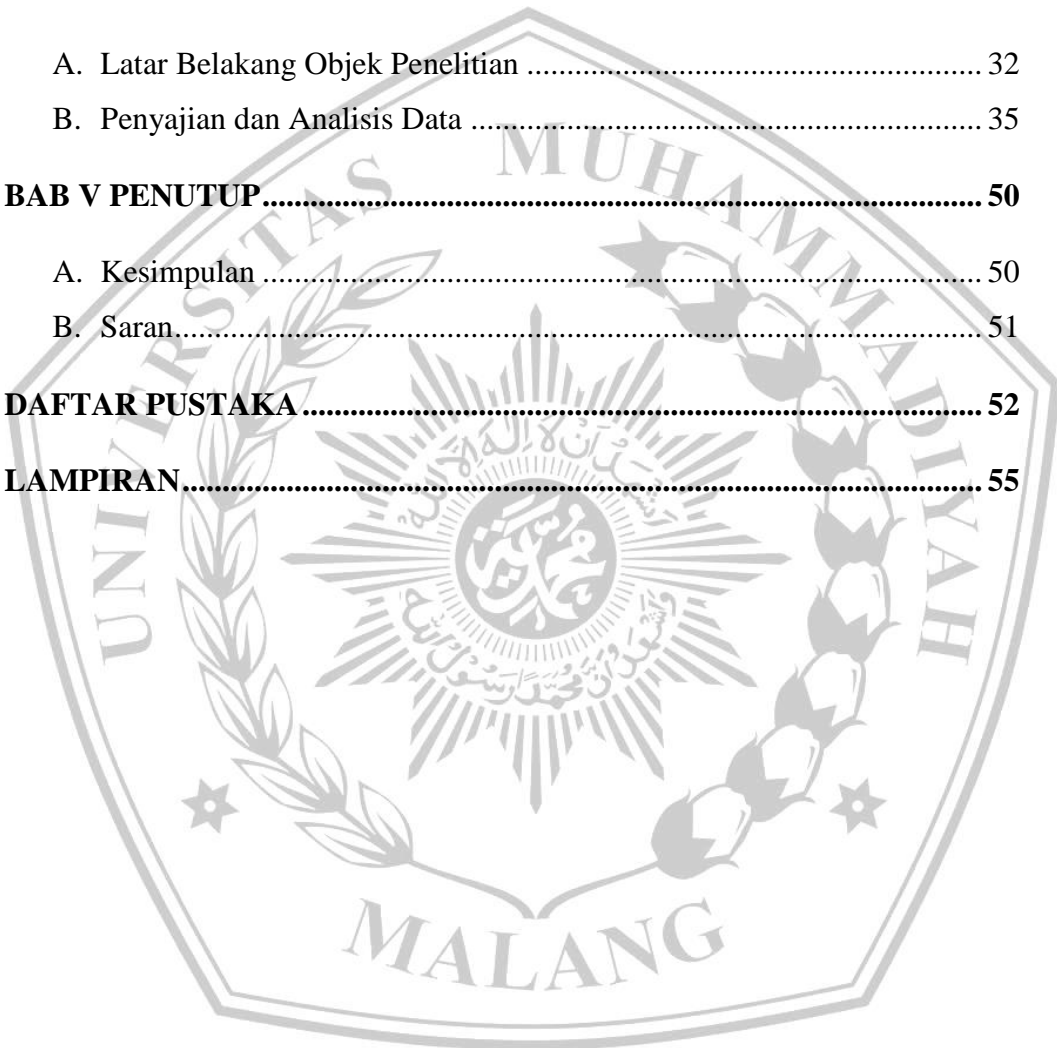 A. Latar Belakang Objek Penelitian ......................................................... 32
B. Penyajian dan Analisis Data ................................................................ 35
BAB V PENUTUP.......................................................................................... 50
A. Kesimpulan .......................................................................................... 50
B. Saran..................................................................................................... 51
DAFTAR PUSTAKA..................................................................................... 52
LAMPIRAN.................................................................................................... 55
UNIVERSITAS MUHAMMADIYAH
MALANG